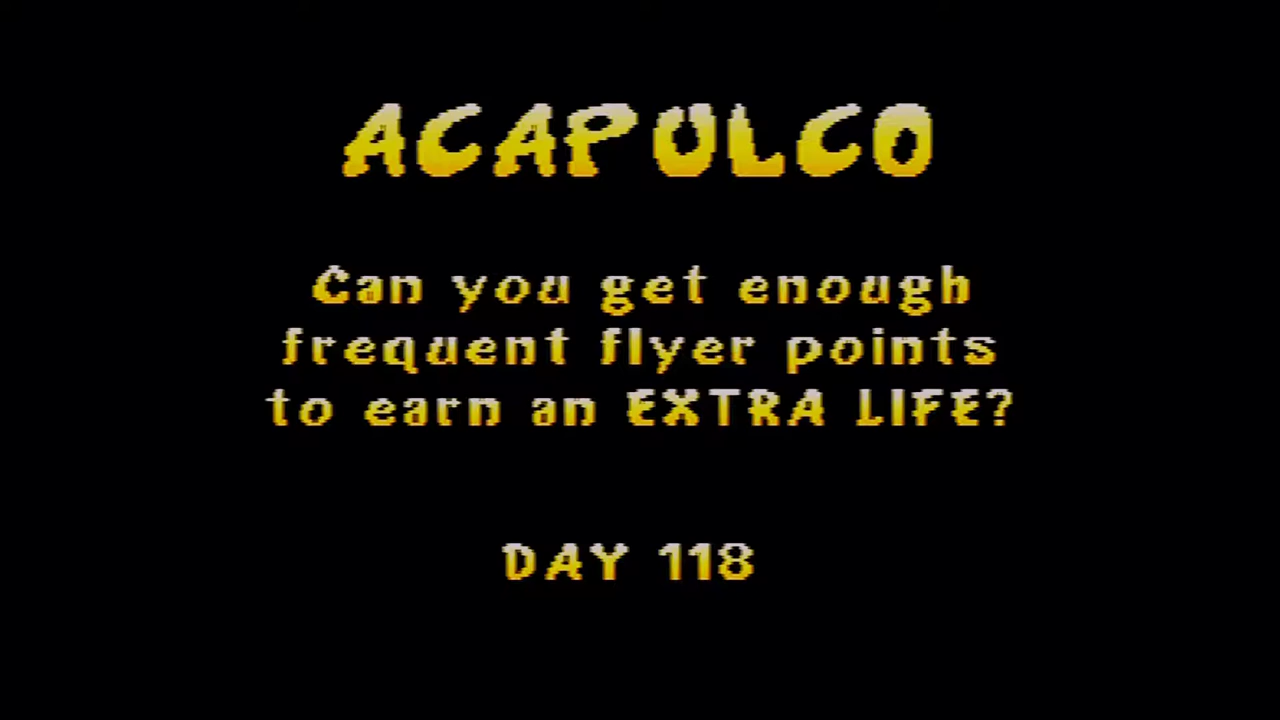 ACAPULCO
Can you get enough
frequent flyer points
to earn an EXTRA LIFE?
DAY 118